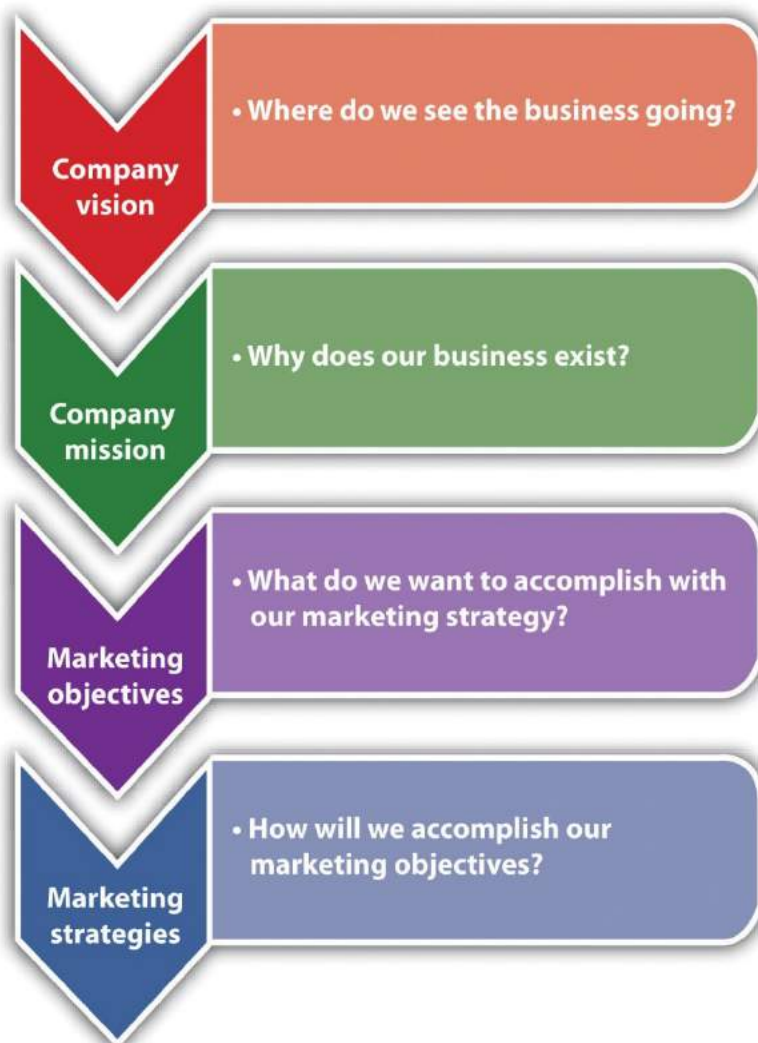 Company
vision
• Where do we see the business going?
Company
mission
• Why does our business exist?
Marketing
objectives
• What do we want to accomplish with
our marketing strategy?
Marketing
strategies
• How will we accomplish our
marketing objectives?